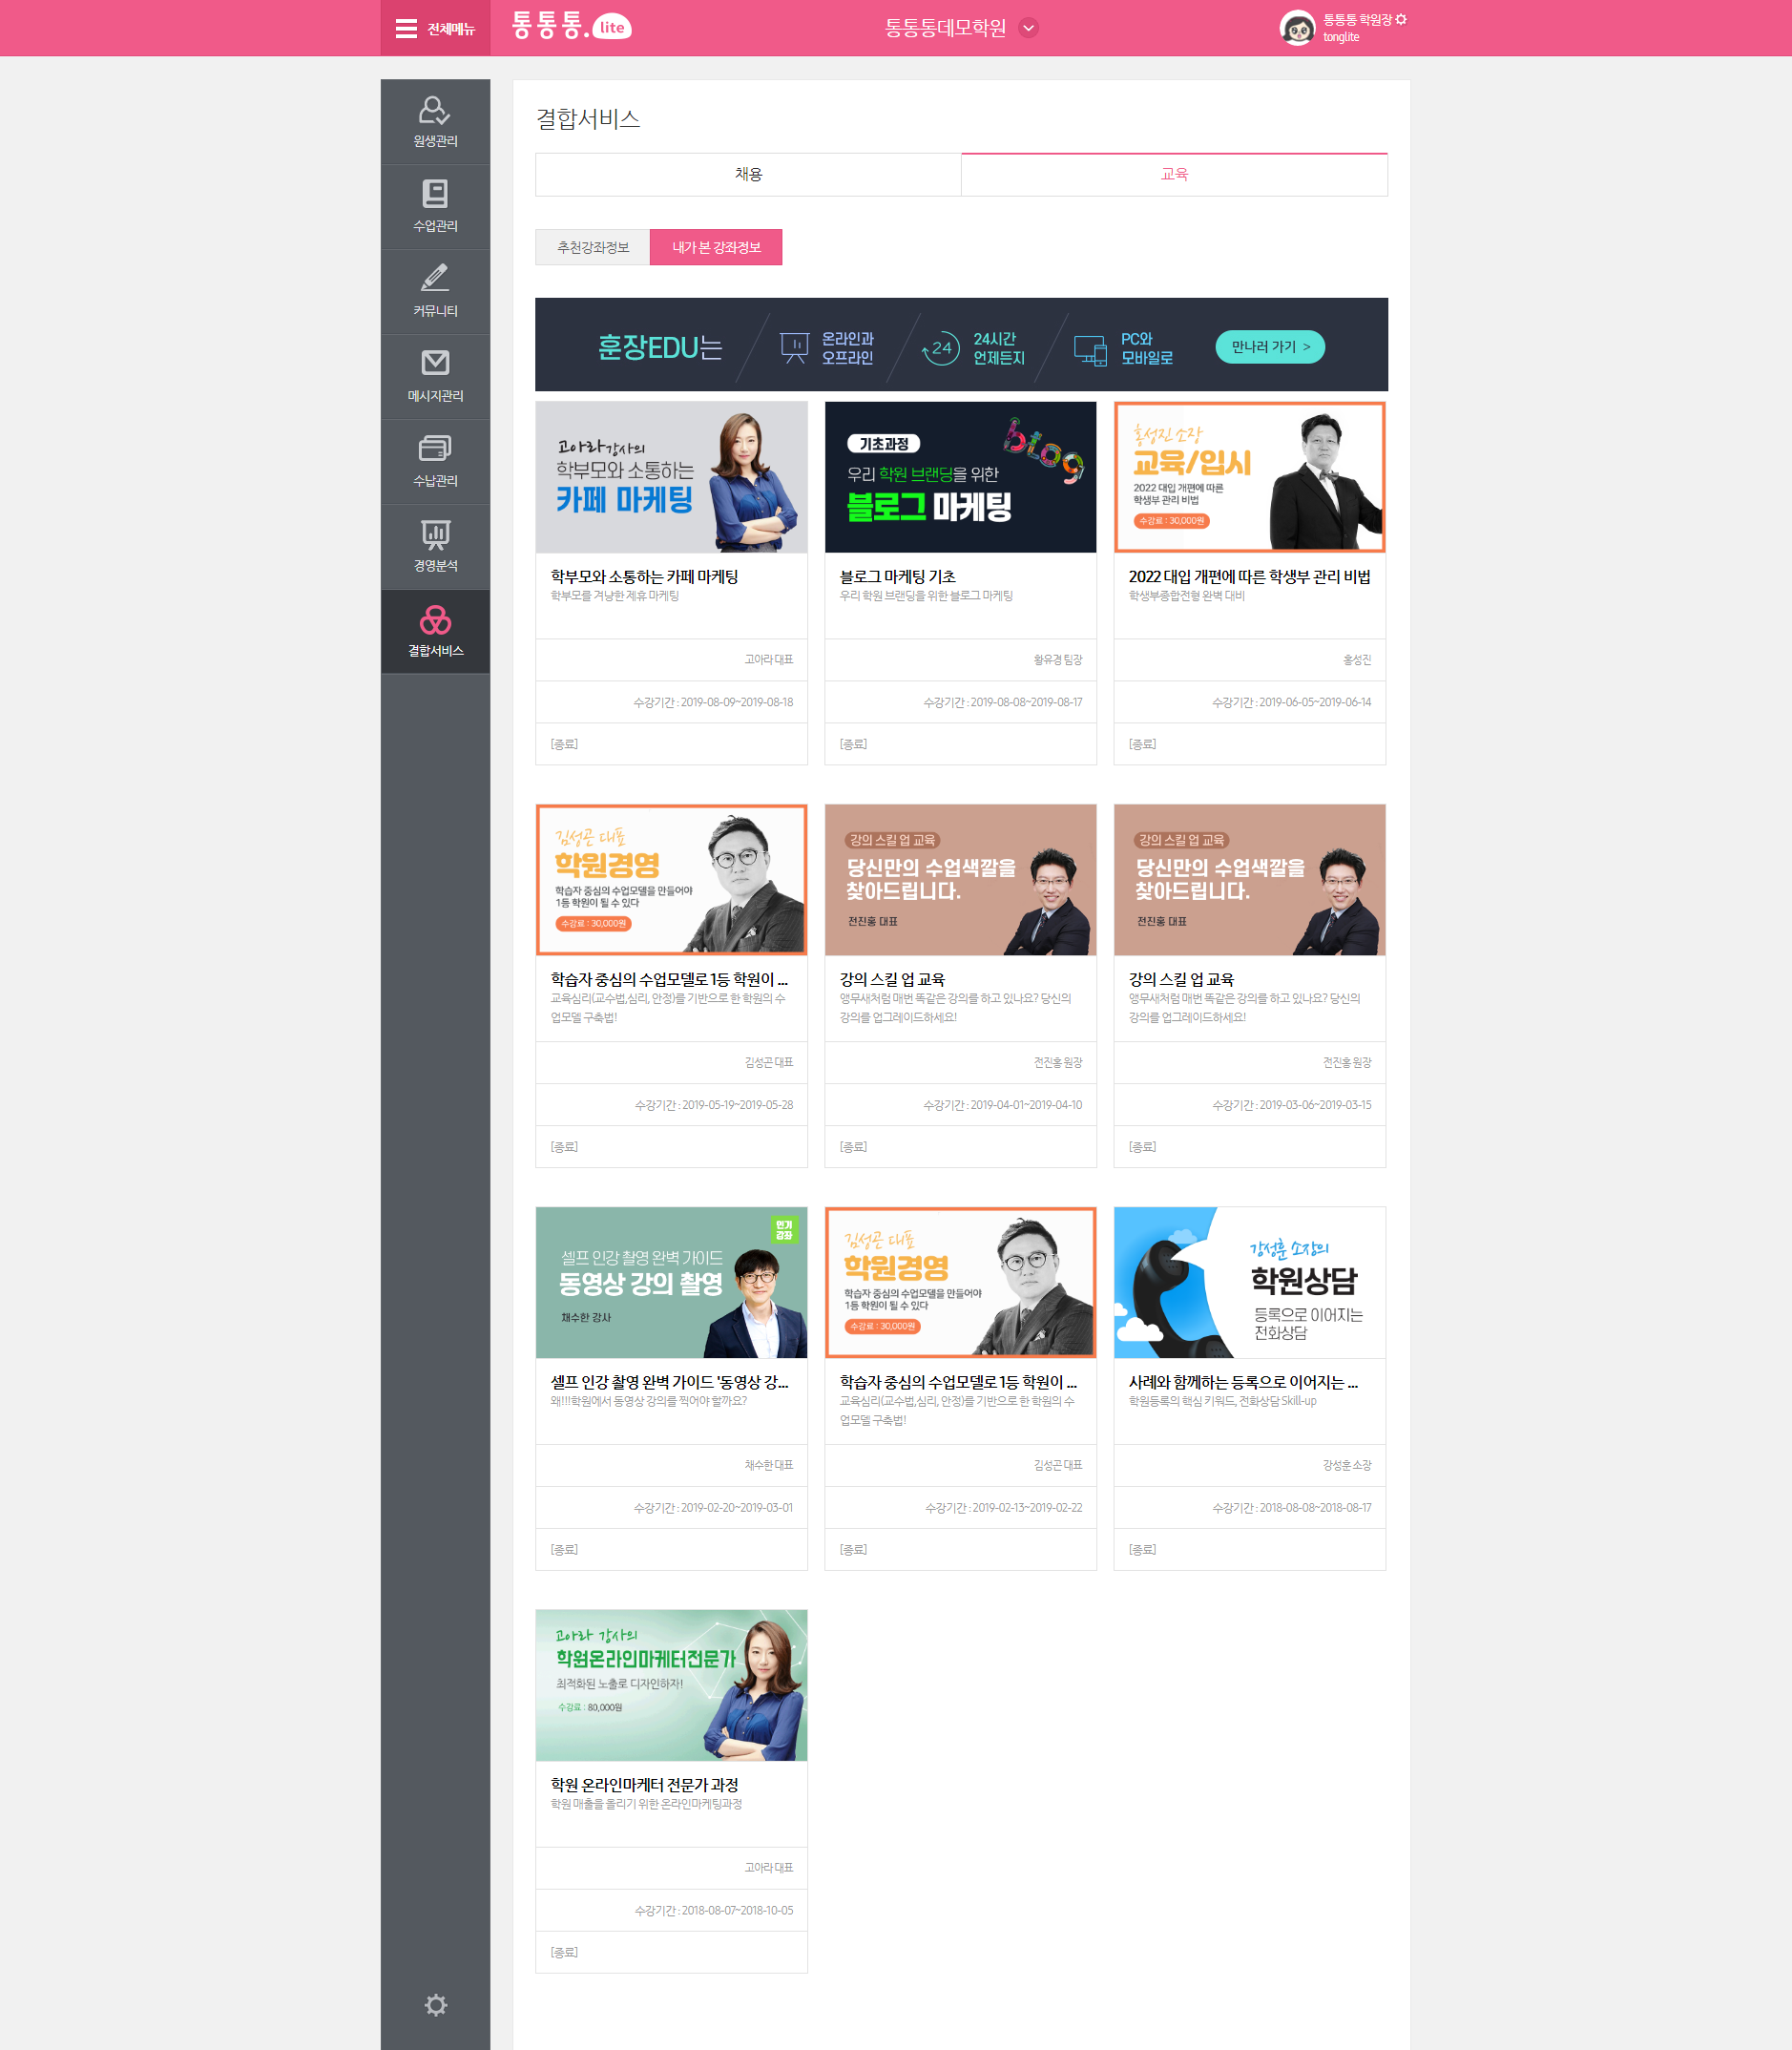 전체메뉴
통통통.lite
통통통데모학원
통통통 학원장
tonglite
원생관리
수업관리
커뮤니티
메시지관리
수납관리
경영분석
결합서비스
결합서비스
채용
교육
추천강좌정보
내가 본 강좌정보
훈장EDU는
온라인과
오프라인
24
24시간
언제든지
PC와
모바일로
만나러 가기 >
고아라강사의
학부모와 소통하는
카페 마케팅
학부모와 소통하는 카페 마케팅
학부모를 겨냥한 제휴 마케팅
고아라 대표
수강기간 : 2019-08-09~2019-08-18
[종료]
기초과정
blog
우리 학원 브랜딩을 위한
블로그 마케팅
블로그 마케팅 기초
우리 학원 브랜딩을 위한 블로그 마케팅
황유경 팀장
수강기간 : 2019-08-08~2019-08-17
[종료]
홍성진 소장
교육/입시
2022 대입 개편에 따른
학생부 관리 비법
수강료 : 30,000원
2022 대입 개편에 따른 학생부 관리 비법
학생부종합전형 완벽 대비
홍성진
수강기간 : 2019-06-05~2019-06-14
[종료]
김성곤 대표
학원경영
학습자 중심의 수업모델을 만들어야
1등 학원이 될 수 있다
수강료 : 30,000원
학습자 중심의 수업모델로 1등 학원이 ...
교육심리(교수법,심리, 안정)를 기반으로 한 학원의 수
업모델 구축법!
김성곤 대표
수강기간 : 2019-05-19~2019-05-28
[종료]
강의 스킬 업 교육
당신만의 수업색깔을
찾아드립니다.
전진홍 대표
강의 스킬 업 교육
앵무새처럼 매번 똑같은 강의를 하고 있나요? 당신의
강의를 업그레이드하세요!
전진홍 원장
수강기간 : 2019-04-01~2019-04-10
[종료]
강의 스킬 업 교육
당신만의 수업색깔을
찾아드립니다.
전진홍 대표
강의 스킬 업 교육
앵무새처럼 매번 똑같은 강의를 하고 있나요? 당신의
강의를 업그레이드하세요!
전진홍 원장
수강기간 : 2019-03-06~2019-03-15
[종료]
인기
강좌
셀프 인강 촬영 완벽 가이드
동영상 강의 촬영
채수한 강사
셀프 인강 촬영 완벽 가이드 '동영상 강...
왜!!!학원에서 동영상 강의를 찍어야 할까요?
채수한 대표
수강기간 : 2019-02-20~2019-03-01
[종료]
김성곤 대표
학원경영
학습자 중심의 수업모델을 만들어야
1등 학원이 될 수 있다
수강료 : 30,000원
학습자 중심의 수업모델로 1등 학원이 ...
교육심리(교수법,심리, 안정)를 기반으로 한 학원의 수
업모델 구축법!
김성곤 대표
수강기간 : 2019-02-13~2019-02-22
[종료]
강성훈 소장의
학원상담
등록으로 이어지는
전화상담
사례와 함께하는 등록으로 이어지는 ...
학원등록의 핵심 키워드, 전화상담 Skill-up
강성훈 소장
수강기간 : 2018-08-08~2018-08-17
[종료]
고아라 강사의
학원온라인마케터전문가
최적화된 노출로 디자인하자!
수강료 : 80,000원
학원 온라인마케터 전문가 과정
학원 매출을 올리기 위한 온라인마케팅과정
고아라 대표
수강기간 : 2018-08-07~2018-10-05
[종료]